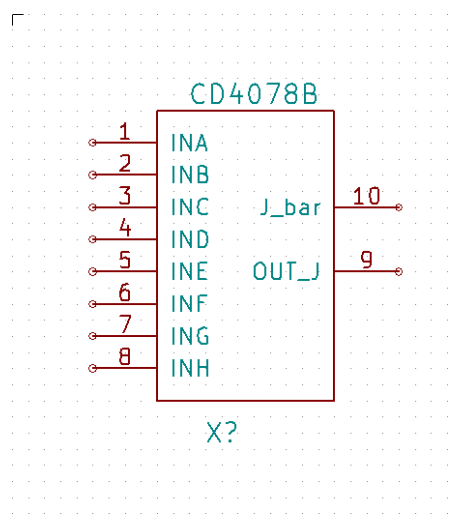 CD4078B
1 INA
2 INB
3 INC J_bar 10
4 IND
5 INE OUT_J 9
6 INF
7 ING
8 INH
X?